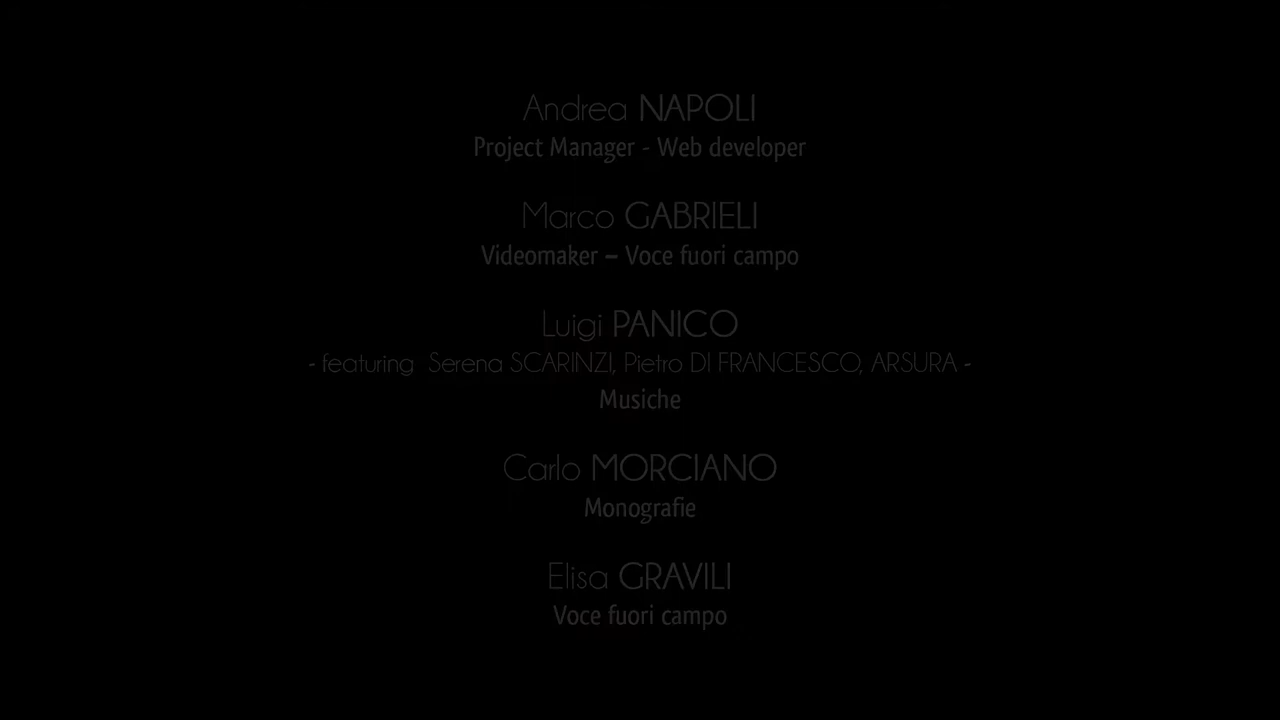 Andrea NAPOLI
Project Manager - Web developer
Marco GABRIELI
Videomaker – Voce fuori campo
Luigi PANICO
- featuring Serena SCARINZI, Pietro DI FRANCESCO, ARSURA -
Musiche
Carlo MORCIANO
Monografie
Elisa GRAVILI
Voce fuori campo